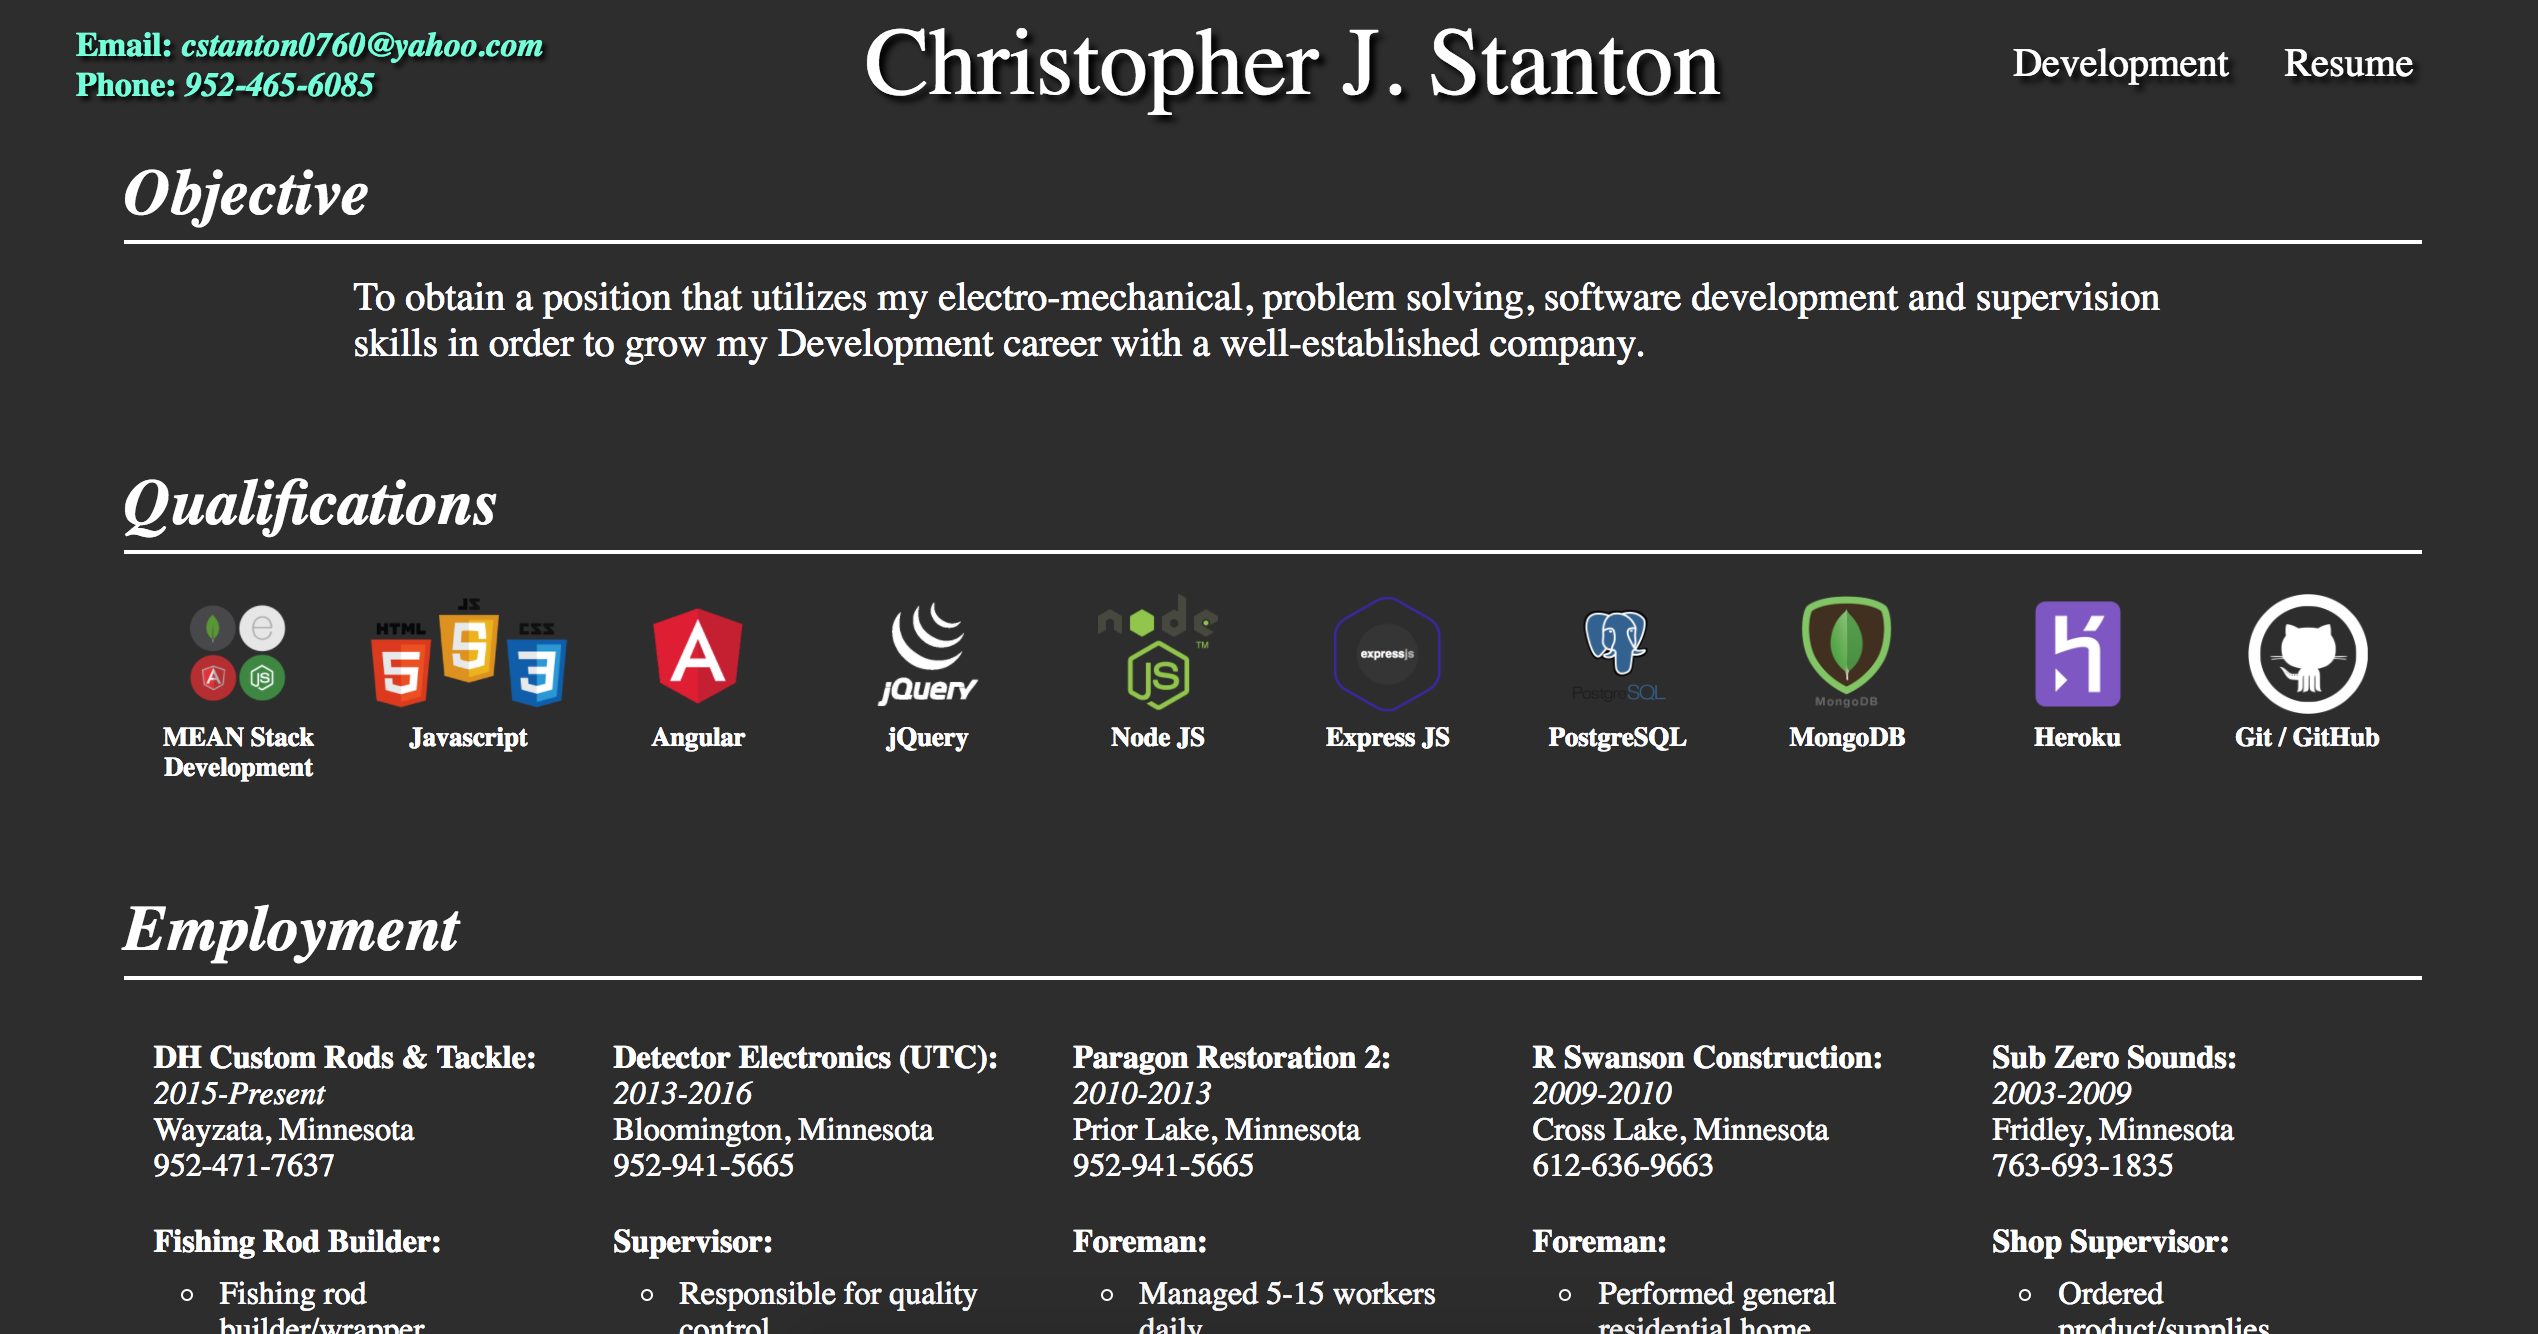 Email: cstanton0760@yahoo.com
Phone: 952-465-6085
Christopher J. Stanton
Development
Resume
Objective
To obtain a position that utilizes my electro-mechanical, problem solving, software development and supervision
skills in order to grow my Development career with a well-established company.
Qualifications
e
JS
MEAN Stack
Development
HTML
5
JS
5
CSS
3
Javascript
A
Angular
jQuery
jQuery
node
TM
JS
Node JS
expressjs
Express JS
PostgreSQL
PostgreSQL
MongoDB
MongoDB
Heroku
Git / GitHub
Employment
DH Custom Rods & Tackle:
2015-Present
Wayzata, Minnesota
952-471-7637
Fishing Rod Builder:
Fishing rod
builder/wrapper
Detector Electronics (UTC):
2013-2016
Bloomington, Minnesota
952-941-5665
Supervisor:
Responsible for quality
control
Paragon Restoration 2:
2010-2013
Prior Lake, Minnesota
952-941-5665
Foreman:
Managed 5-15 workers
daily
R Swanson Construction:
2009-2010
Cross Lake, Minnesota
612-636-9663
Foreman:
Performed general
residential home
Sub Zero Sounds:
2003-2009
Fridley, Minnesota
763-693-1835
Shop Supervisor:
Ordered
product/supplies